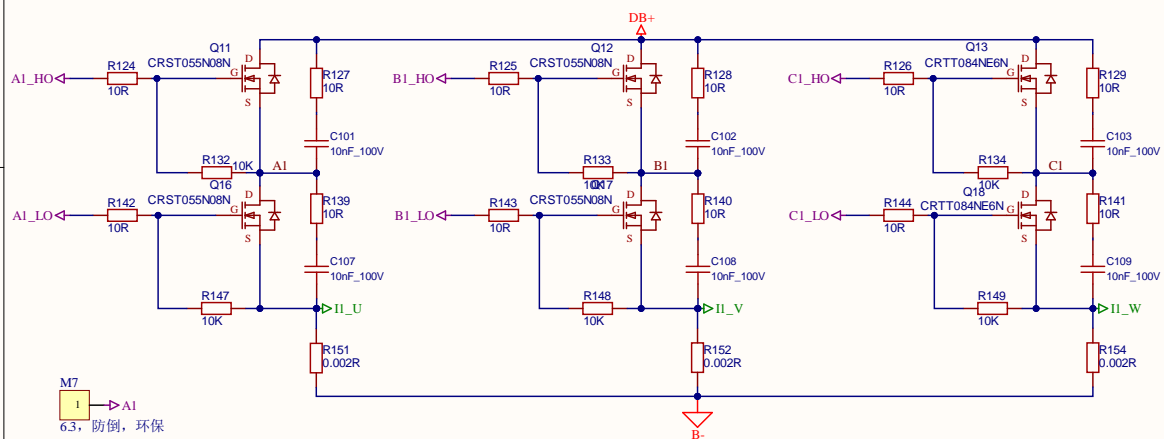 DB+
Q11
CRST055N08N
Q12
CRST055N08N
Q13
CRTT084NE6N
A1_HO
R124
10R
D
G
S
R127
10R
B1_HO
R125
10R
D
G
S
R128
10R
C1_HO
R126
10R
D
G
S
R129
10R
C101
10nF_100V
C102
10nF_100V
C103
10nF_100V
R132
10K
A1
R133
10K
B1
R134
10K
C1
Q16
CRST055N08N
Q17
CRST055N08N
Q18
CRTT084NE6N
A1_LO
R142
10R
D
G
S
R139
10R
B1_LO
R143
10R
D
G
S
R140
10R
C1_LO
R144
10R
D
G
S
R141
10R
C107
10nF_100V
C108
10nF_100V
C109
10nF_100V
R147
10K
I1_U
R148
10K
I1_V
R149
10K
I1_W
R151
0.002R
R152
0.002R
R154
0.002R
M7
1
A1
6.3，防倒，环保
B-